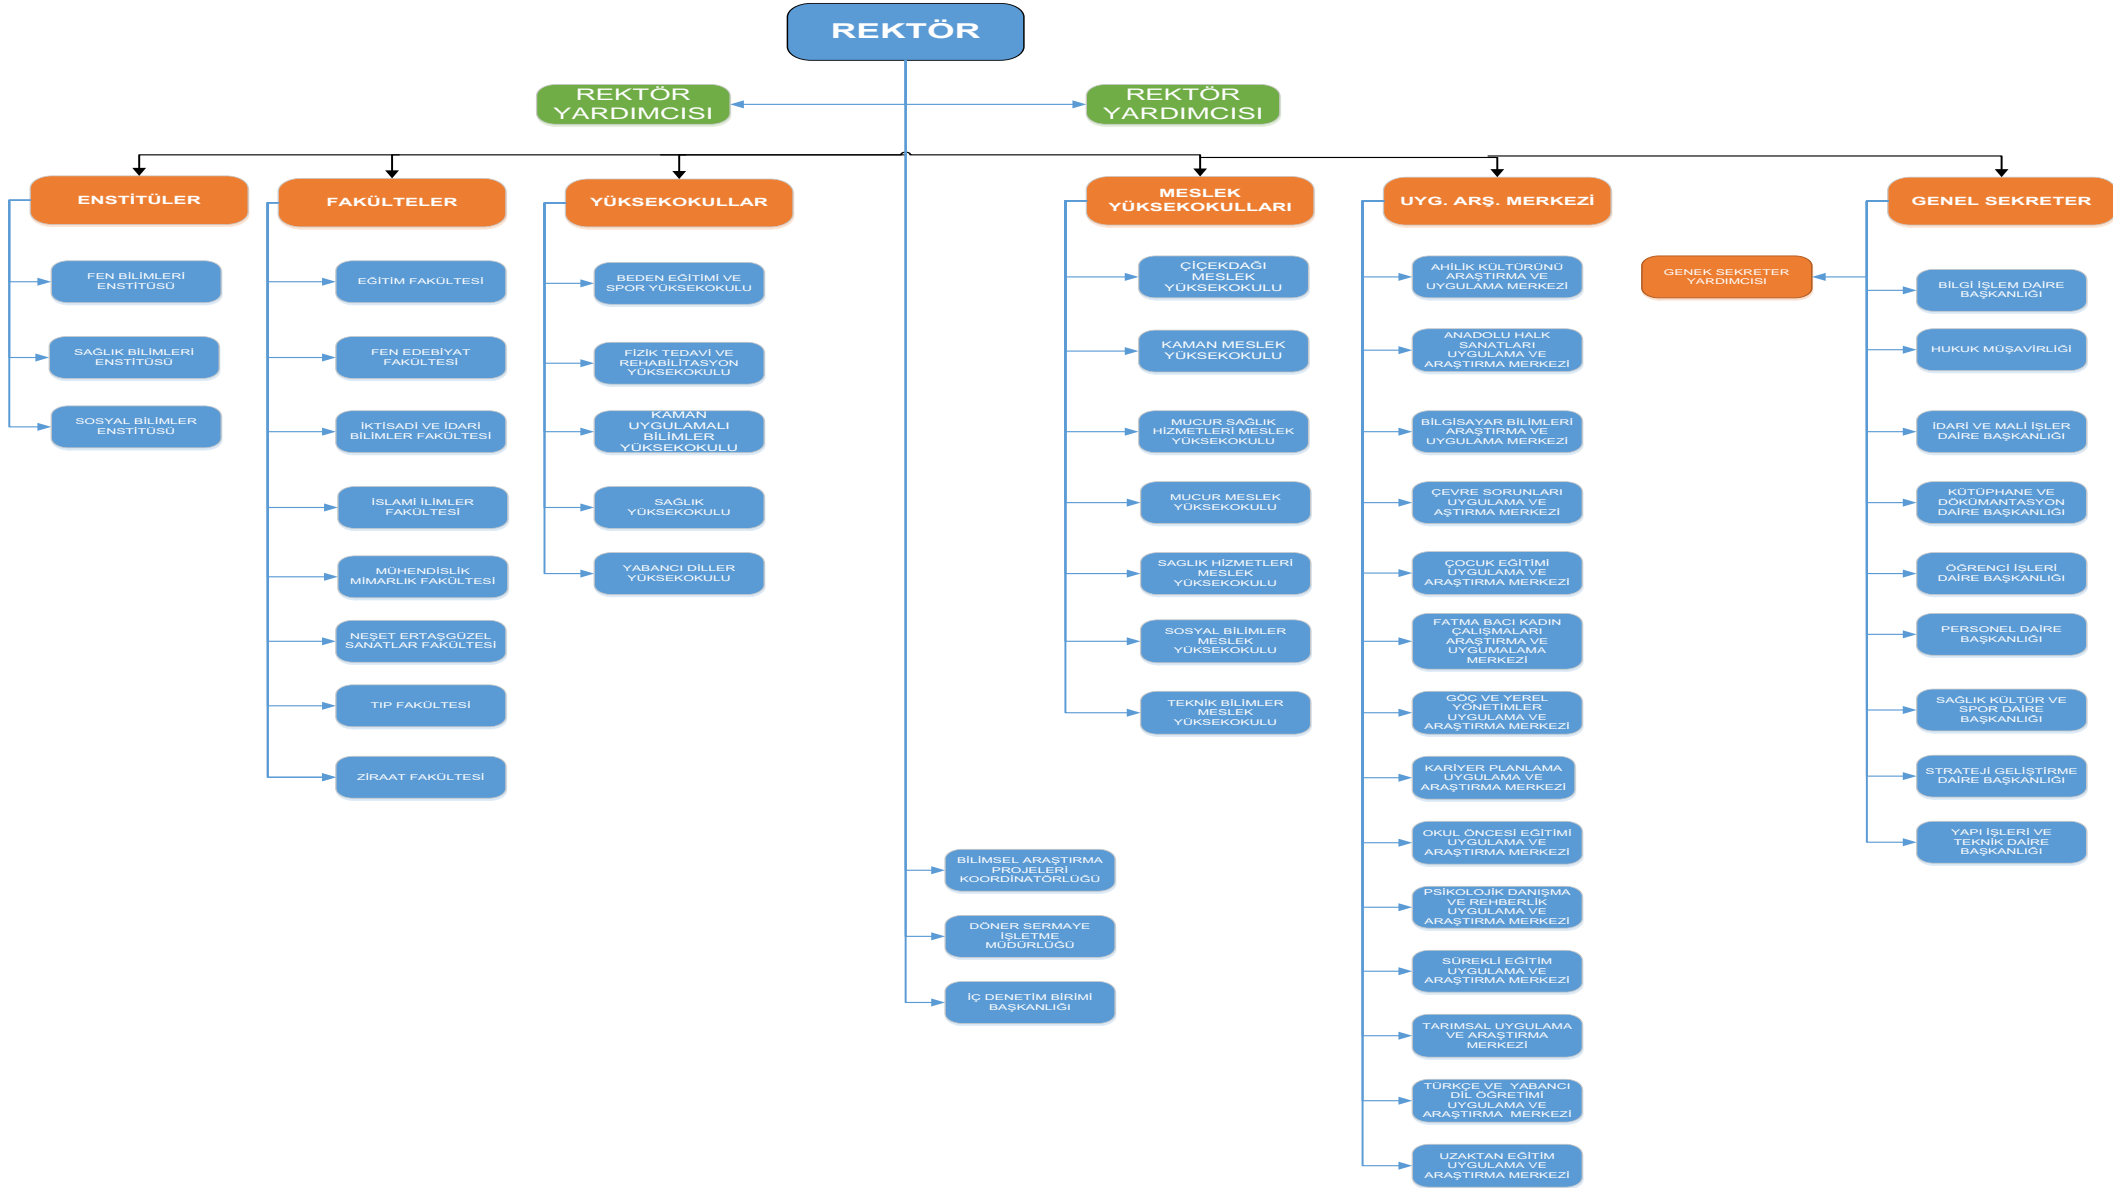 REKTÖR
REKTÖR
YARDIMCISI
REKTÖR
YARDIMCISI
ENSTİTÜLER
FEN BİLİMLERİ
ENSTİTÜSÜ
SAĞLIK BİLİMLERİ
ENSTİTÜSÜ
SOSYAL BİLİMLER
ENSTİTÜSÜ
FAKÜLTELER
EĞİTİM FAKÜLTESİ
FEN EDEBİYAT
FAKÜLTESİ
İKTİSADİ VE İDARİ
BİLİMLER FAKÜLTESİ
İSLAMİ İLİMLER
FAKÜLTESİ
MÜHENDİSLİK
MİMARLIK FAKÜLTESİ
NEŞET ERTAŞGÜZEL
SANATLAR FAKÜLTESİ
TIP FAKÜLTESİ
ZİRAAT FAKÜLTESİ
YÜKSEKOKULLAR
BEDEN EĞİTİMİ VE
SPOR YÜKSEKOKULU
FİZİK TEDAVİ VE
REHABİLİTASYON
YÜKSEKOKULU
KAMAN
UYGULAMALI
BİLİMLER
YÜKSEKOKULU
SAĞLIK
YÜKSEKOKULU
YABANCI DİLLER
YÜKSEKOKULU
BİLİMSEL ARAŞTIRMA
PROJELERİ
KOORDİNATÖRLÜĞÜ
DÖNER SERMAYE
İŞLETME
MÜDÜRLÜĞÜ
İÇ DENETİM BİRİMİ
BAŞKANLIĞI
MESLEK
YÜKSEKOKULLARI
ÇİÇEKDAĞI
MESLEK
YÜKSEKOKULU
KAMAN MESLEK
YÜKSEKOKULU
MUCUR SAĞLIK
HİZMETLERİ MESLEK
YÜKSEKOKULU
MUCUR MESLEK
YÜKSEKOKULU
SAGLIK HİZMETLERİ
MESLEK
YÜKSEKOKULU
SOSYAL BİLİMLER
MESLEK
YÜKSEKOKULU
TEKNİK BİLİMLER
MESLEK
YÜKSEKOKULU
UYG. ARŞ. MERKEZİ
AHİLİK KÜLTÜRÜNÜ
ARAŞTIRMA VE
UYGULAMA MERKEZİ
ANADOLU HALK
SANATLARI
UYGULAMA VE
ARAŞTIRMA MERKEZİ
BİLGİSAYAR BİLİMLERİ
ARAŞTIRMA VE
UYGULAMA MERKEZİ
ÇEVRE SORUNLARI
UYGULAMA VE
AŞTIRMA MERKEZİ
ÇOCUK EĞİTİMİ
UYGULAMA VE
ARAŞTIRMA MERKEZİ
FATMA BACI KADIN
ÇALIŞMALARI
ARAŞTIRMA VE
UYGUMALAMA
MERKEZİ
GÖÇ VE YEREL
YÖNETİMLER
UYGULAMA VE
ARAŞTIRMA MERKEZİ
KARİYER PLANLAMA
UYGULAMA VE
ARAŞTIRMA MERKEZİ
OKUL ÖNCESİ EĞİTİMİ
UYGULAMA VE
ARAŞTIRMA MERKEZİ
PSİKOLOJİK DANIŞMA
VE REHBERLİK
UYGULAMA VE
ARAŞTIRMA MERKEZİ
SÜREKLİ EĞİTİM
UYGULAMA VE
ARAŞTIRMA MERKEZİ
TARIMSAL UYGULAMA
VE ARAŞTIRMA
MERKEZİ
TÜRKÇE VE YABANCI
DİL ÖĞRETİMİ
UYGULAMA VE
ARAŞTIRMA MERKEZİ
UZAKTAN EĞİTİM
UYGULAMA VE
ARAŞTIRMA MERKEZİ
GENEL SEKRETER
GENEK SEKRETER
YARDIMCISI
BİLGİ İŞLEM DAİRE
BAŞKANLIĞI
HUKUK MÜŞAVİRLİĞİ
İDARİ VE MALİ İŞLER
DAİRE BAŞKANLIĞI
KÜTÜPHANE VE
DÖKÜMANTASYON
DAİRE BAŞKANLIĞI
ÖĞRENCİ İŞLERİ
DAİRE BAŞKANLIĞI
PERSONEL DAİRE
BAŞKANLIĞI
SAĞLIK KÜLTÜR VE
SPOR DAİRE
BAŞKANLIĞI
STRATEJİ GELİŞTİRME
DAİRE BAŞKANLIĞI
YAPI İŞLERİ VE
TEKNİK DAİRE
BAŞKANLIĞI